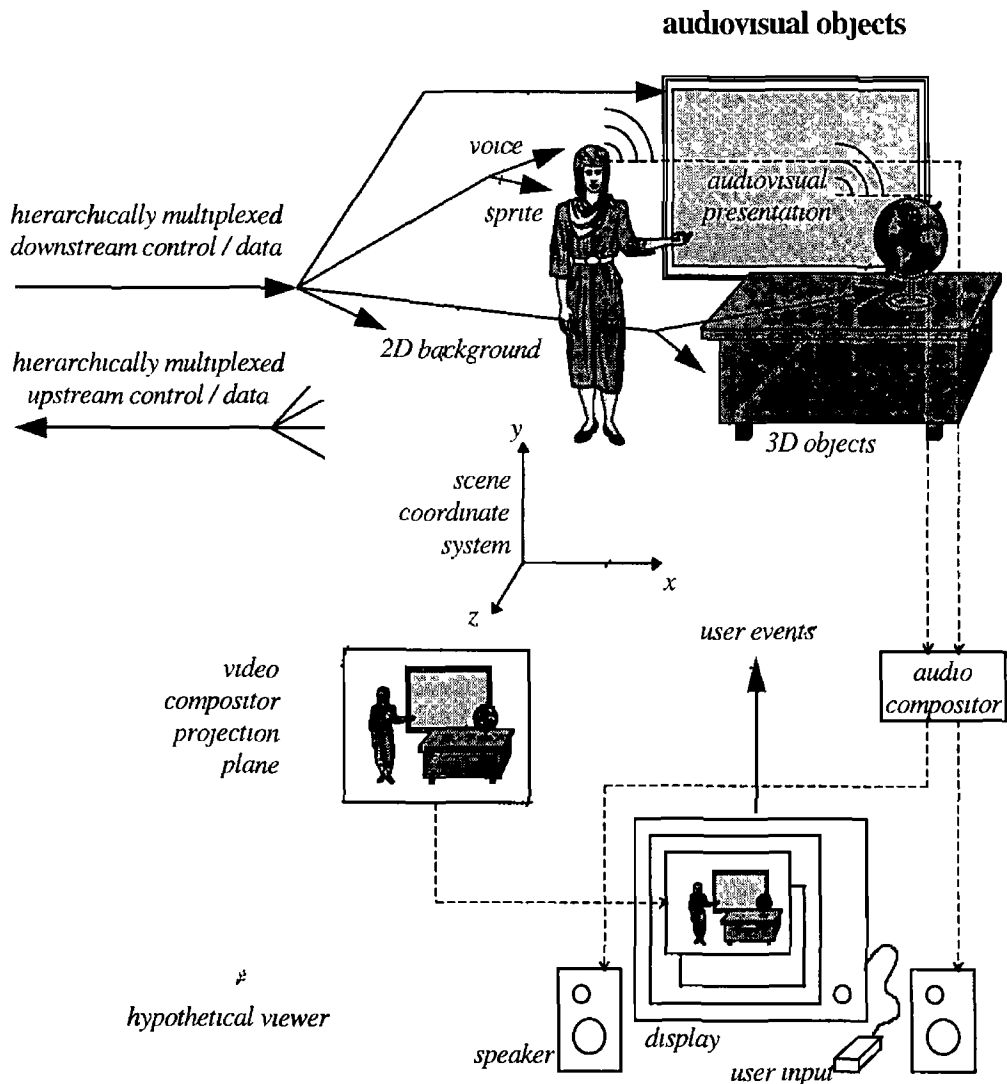 audiovisual objects
voice
sprite
audiovisual
presentation
hierarchically multiplexed
downstream control / data
2D background
hierarchically multiplexed
upstream control / data
3D objects
y
scene
coordinate
system
x
z
user events
video
compositor
projection
plane
audio
compositor
hypothetical viewer
speaker
display
user input